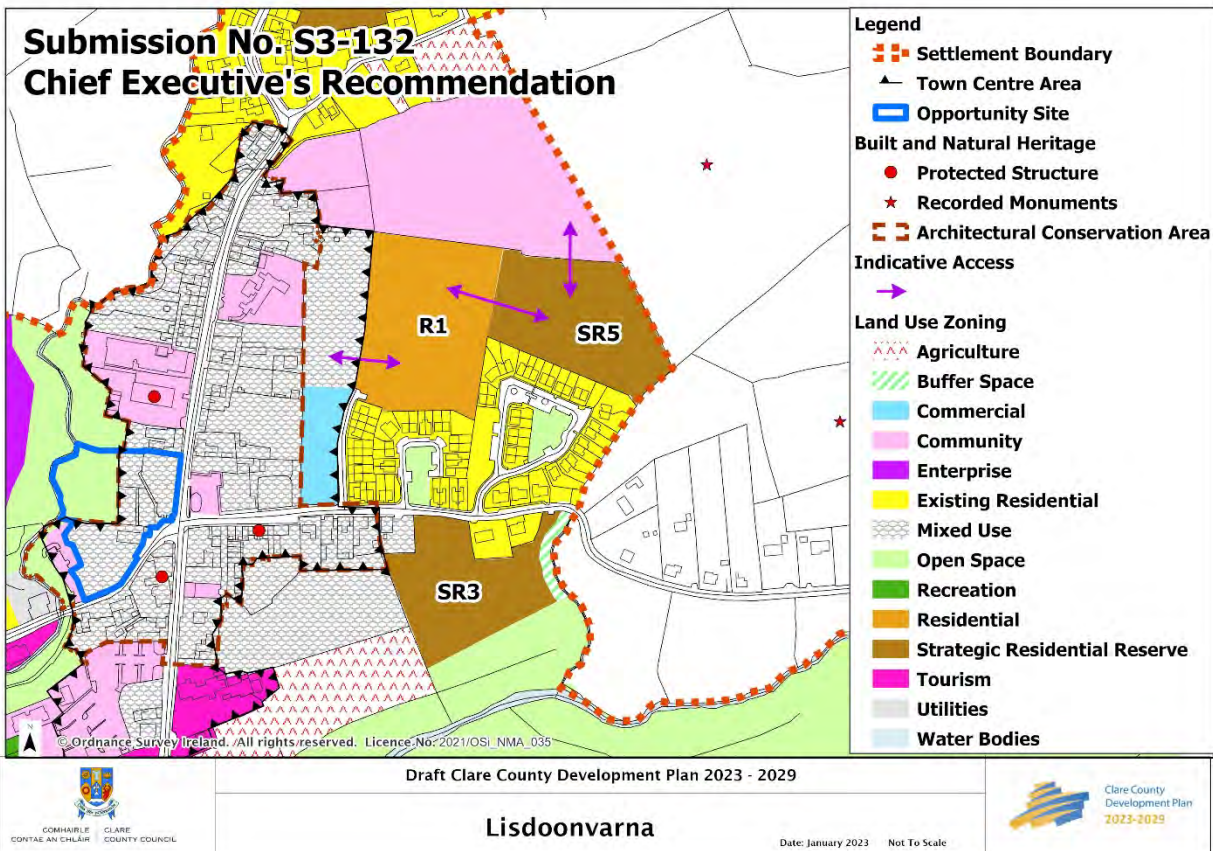 Submission No. S3-132
Chief Executive's Recommendation
R1
SR5
SR3
N
© Ordnance Survey Ireland. All rights reserved. Licence No. 2021/OSi_NMA_035
Legend
Settlement Boundary
Town Centre Area
Opportunity Site
Built and Natural Heritage
Protected Structure
Recorded Monuments
Architectural Conservation Area
Indicative Access
Land Use Zoning
Agriculture
Buffer Space
Commercial
Community
Enterprise
Existing Residential
Mixed Use
Open Space
Recreation
Residential
Strategic Residential Reserve
Tourism
Utilities
Water Bodies
COMHAIRLE CLARE
CONTAE AN CHLÁIR COUNTY COUNCIL
Draft Clare County Development Plan 2023 - 2029
Lisdoonvarna
Date: January 2023 Not To Scale
Clare County
Development Plan
2023-2029